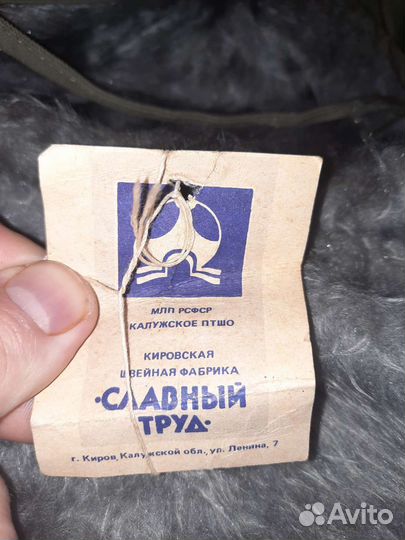 МЛП РСФСР
КАЛУЖСКОЕ ПТШО
КИРОВСКАЯ
ШВЕЙНАЯ ФАБРИКА
·СЛАВНЫЙ
ТРУД·
г. Киров, Калужской обл., ул. Ленина, 7
Avito